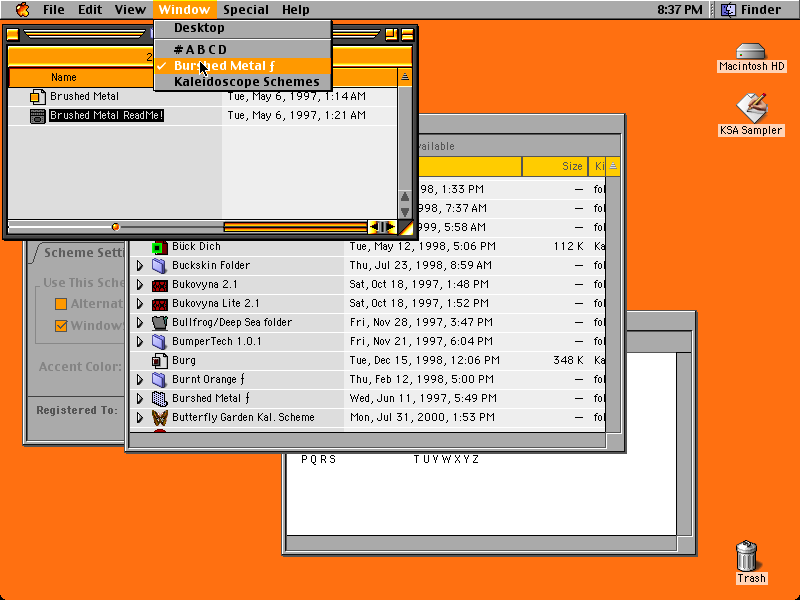 File Edit View Window Special Help 8:37 PM Finder
Desktop
# A B C D
Burshed Metal ƒ
Kaleidoscope Schemes
2
Name
Brushed Metal Tue, May 6, 1997, 1:14 AM
Brushed Metal ReadMe! Tue, May 6, 1997, 1:21 AM
Macintosh HD
KSA Sampler
vailable
Size Ki
98, 1:33 PM — fol
998, 7:37 AM — fol
999, 5:58 AM — fol
Bück Dich Tue, May 12, 1998, 5:06 PM 112 K Ka
Buckskin Folder Thu, Jul 23, 1998, 8:59 AM — fol
Bukovyna 2.1 Sat, Oct 18, 1997, 1:48 PM — fol
Bukovyna Lite 2.1 Sat, Oct 18, 1997, 1:52 PM — fol
Bullfrog/Deep Sea folder Fri, Nov 28, 1997, 3:47 PM — fol
BumperTech 1.0.1 Fri, Nov 21, 1997, 6:04 PM — fol
Burg Tue, Dec 15, 1998, 12:06 PM 348 K Ka
Burnt Orange ƒ Thu, Feb 12, 1998, 5:00 PM — fol
Burshed Metal ƒ Wed, Jun 11, 1997, 5:49 PM — fol
Butterfly Garden Kal. Scheme Mon, Jul 31, 2000, 1:53 PM — fol
Scheme Setti
Use This Sche
Alternat
Window
Accent Color:
Registered To:
P Q R S T U V W X Y Z
Trash